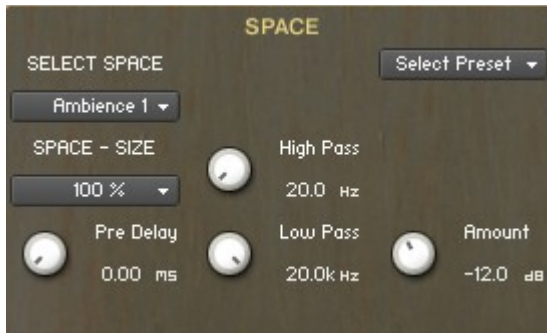 SPACE
SELECT SPACE
Select Preset
Ambience 1
SPACE - SIZE
High Pass
100 %
20.0 Hz
Pre Delay
Low Pass
Amount
0.00 ms
20.0k Hz
-12.0 dB